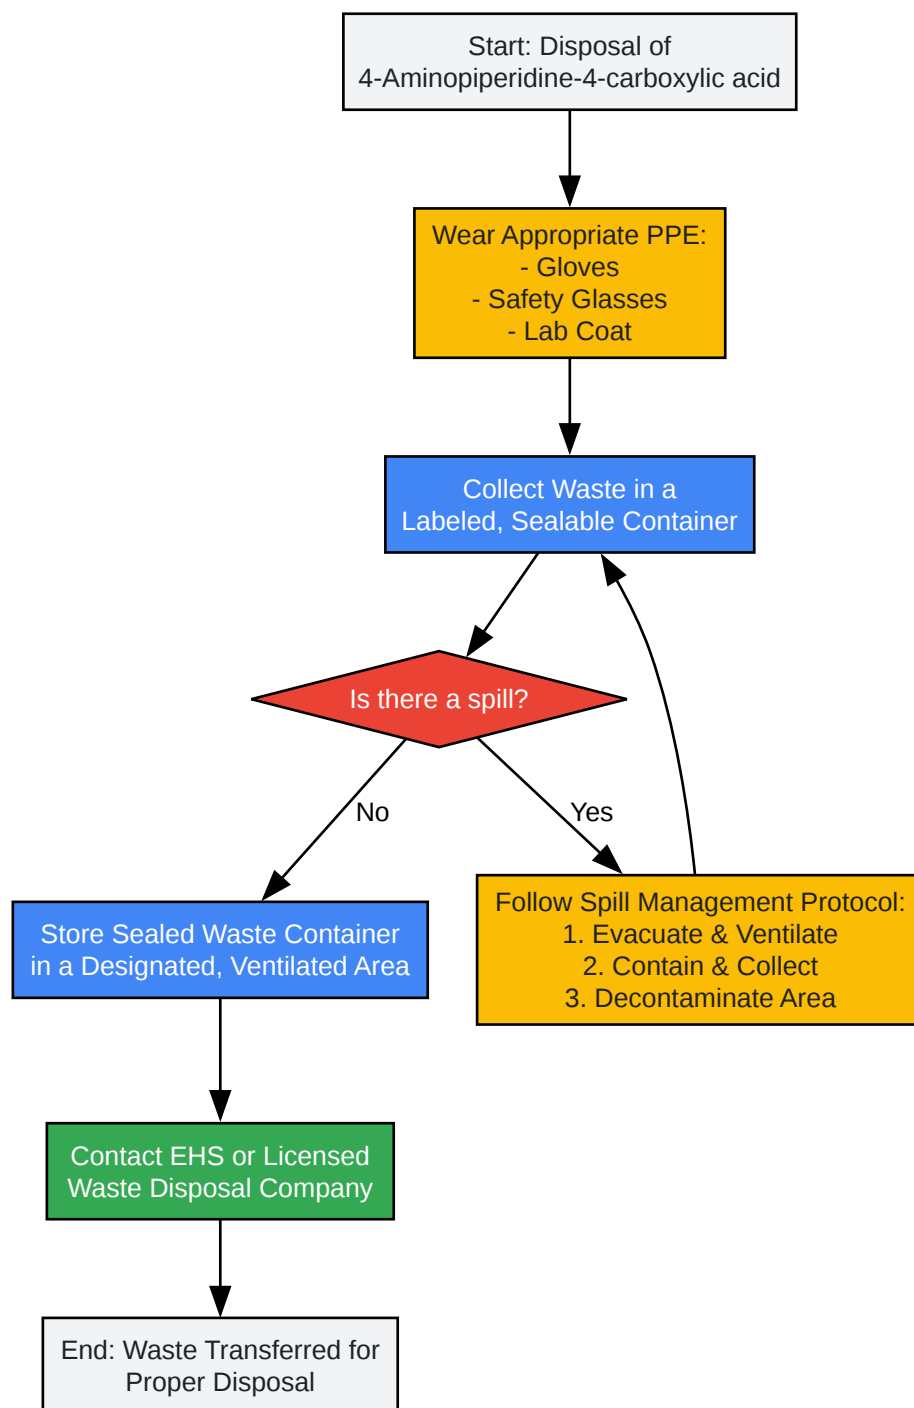 Start: Disposal of
4-Aminopiperidine-4-carboxylic acid
Wear Appropriate PPE:
- Gloves
- Safety Glasses
- Lab Coat
Collect Waste in a
Labeled, Sealable Container
Is there a spill?
No
Yes
Store Sealed Waste Container
in a Designated, Ventilated Area
Follow Spill Management Protocol:
1. Evacuate & Ventilate
2. Contain & Collect
3. Decontaminate Area
Contact EHS or Licensed
Waste Disposal Company
End: Waste Transferred for
Proper Disposal